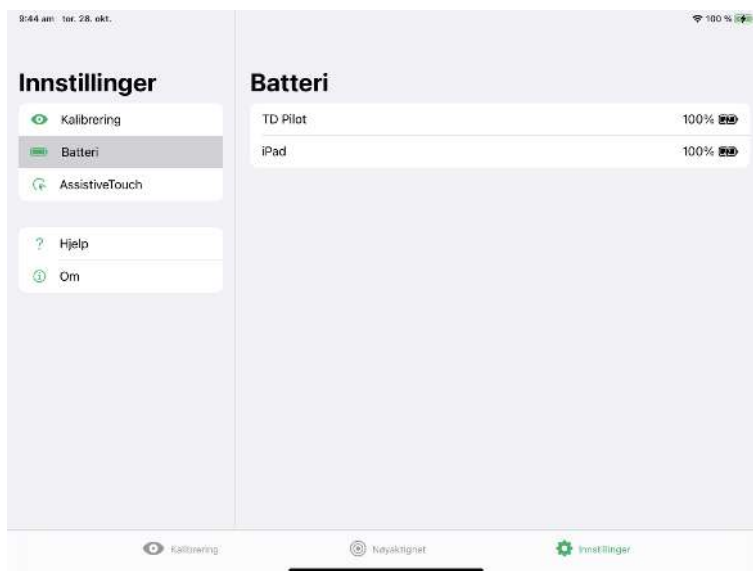 9:44 am tor. 28. okt.
100 %
Innstillinger
Kalibrering
Batteri
AssistiveTouch
?
Hjelp
Om
Batteri
TD Pilot
100%
iPad
100%
Kalibrering
Nøyaktighet
Innstillinger